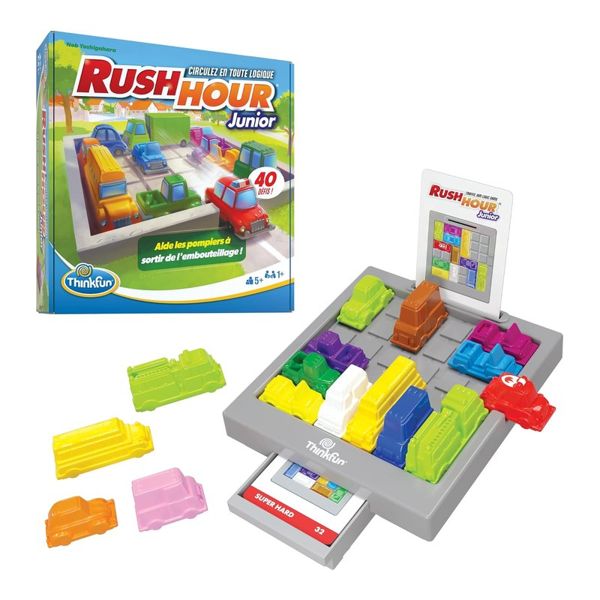 Nob Yoshigahara
CIRCULEZ EN TOUTE LOGIQUE
RUSH
HOUR
Junior
40
DÉFIS !
Aide les pompiers à
sortir de l'embouteillage !
Thinkfun
5+
1+
RUSH
HOUR
Junior
Thinkfun
SUPER HARD
32